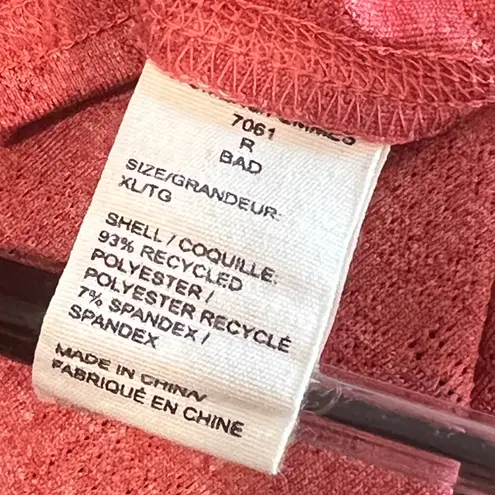 7061
R
BAD
SIZE/GRANDEUR:
XL/TG
SHELL / COQUILLE:
93% RECYCLED
POLYESTER /
POLYESTER RECYCLÉ
7% SPANDEX /
SPANDEX
MADE IN CHINA
FABRIQUÉ EN CHINE